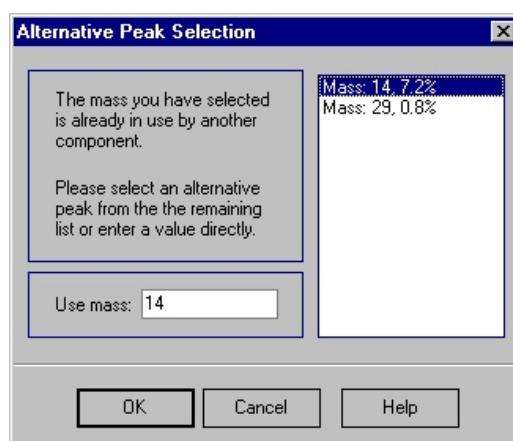 Alternative Peak Selection
The mass you have selected
is already in use by another
component.
Please select an alternative
peak from the the remaining
list or enter a value directly.
Mass: 14, 7.2%
Mass: 29, 0.8%
Use mass: 14
OK Cancel Help